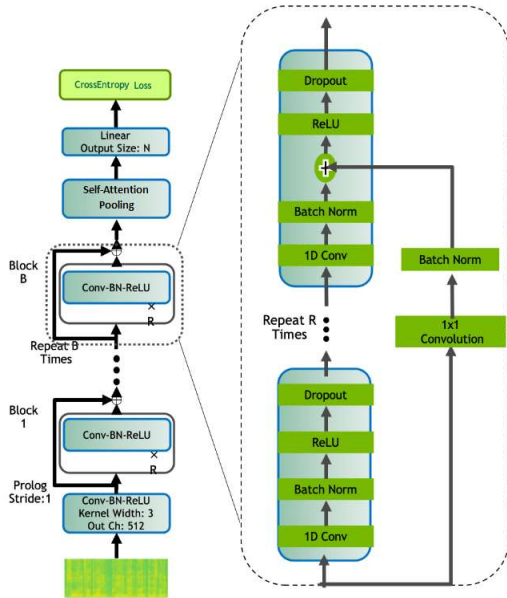 CrossEntropy Loss
Linear
Output Size: N
Self-Attention
Pooling
Block
B
Conv-BN-ReLU
×
R
Repeat B
Times
Block
1
Conv-BN-ReLU
×
R
Prolog
Stride:1
Conv-BN-ReLU
Kernel Width: 3
Out Ch: 512
Dropout
ReLU
+
Batch Norm
1D Conv
Batch Norm
1x1
Convolution
Repeat R
Times
Dropout
ReLU
Batch Norm
1D Conv